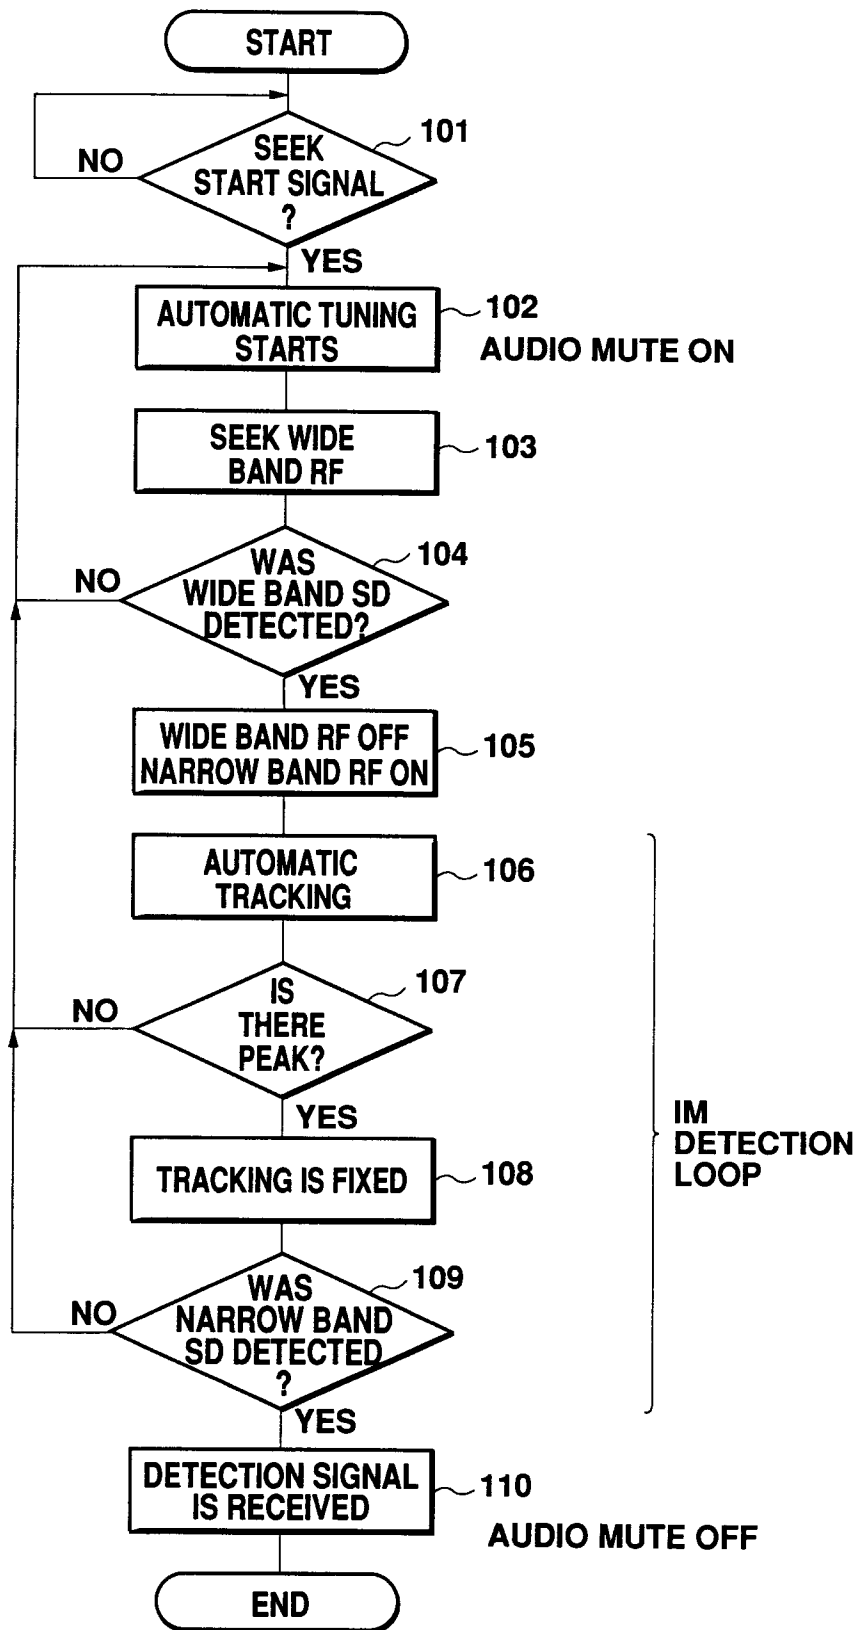 START
101
SEEK
START SIGNAL
?
NO
YES
AUTOMATIC TUNING
STARTS
102
AUDIO MUTE ON
SEEK WIDE
BAND RF
103
WAS
WIDE BAND SD
DETECTED?
104
NO
YES
WIDE BAND RF OFF
NARROW BAND RF ON
105
AUTOMATIC
TRACKING
106
IS
THERE
PEAK?
107
NO
YES
TRACKING IS FIXED
108
WAS
NARROW BAND
SD DETECTED
?
109
NO
YES
IM
DETECTION
LOOP
DETECTION SIGNAL
IS RECEIVED
110
AUDIO MUTE OFF
END